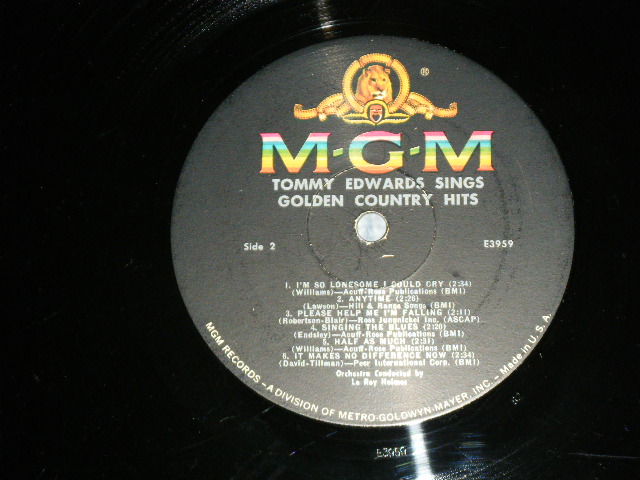 ®
M-G-M
TOMMY EDWARDS SINGS
GOLDEN COUNTRY HITS
Side 2
E3959
1. I'M SO LONESOME I COULD CRY (2:34)
(Williams)—Acuff-Rose Publications (BMI)
2. ANYTIME (2:26)
(Lawson)—Hill & Range Songs (BMI)
3. PLEASE HELP ME I'M FALLING (2:11)
(Robertson-Blair)—Ross Jungnickel Inc. (ASCAP)
4. SINGING THE BLUES (2:20)
(Endsley)—Acuff-Rose Publications (BMI)
5. HALF AS MUCH (2:31)
(Williams)—Acuff-Rose Publications (BMI)
6. IT MAKES NO DIFFERENCE NOW (2:34)
(David-Tillman)—Peer International Corp. (BMI)
Orchestra Conducted by
Le Roy Holmes
MGM RECORDS – A DIVISION OF METRO-GOLDWYN-MAYER, INC. – Made in U.S.A.
E3959